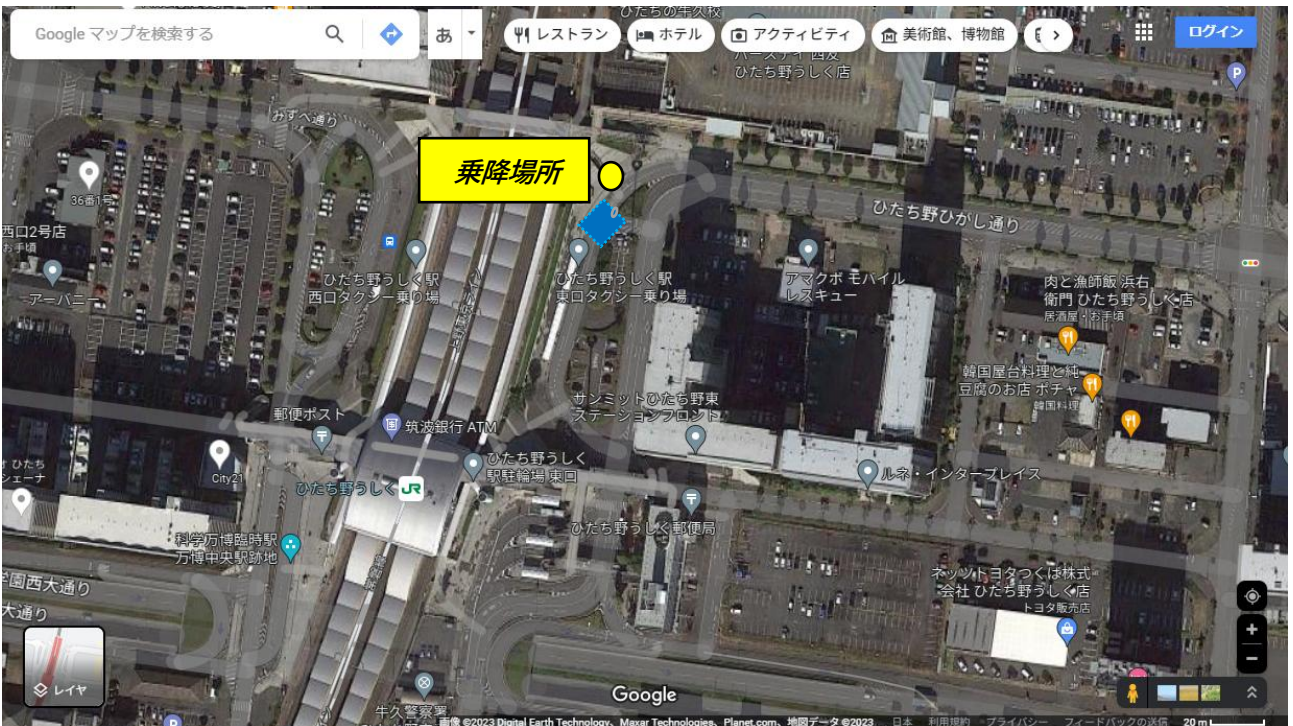 Google マップを検索する
あ
レストラン
ホテル
アクティビティ
美術館、博物館
ログイン
ひたちの牛久校
ひたち野うしく店
みずべ通り
乗降場所
P
36番1号
西口2号店
お手頃
アーバニー
ひたち野うしく駅
西口タクシー乗り場
ひたち野うしく駅
東口タクシー乗り場
ひたち野ひがし通り
アマクポ モバイル
レスキュー
肉と漁師飯 浜右
衛門 ひたち野うしく店
居酒屋・お手頃
韓国屋台料理と純
豆腐のお店 ポチャ
韓国料理
サンミットひたち野東
ステーションフロント
郵便ポスト
筑波銀行 ATM
ひたち野うしく
駅駐輪場 東口
ルネ・インタープレイス
ひたち
シェーナ
City21
ひたち野うしく
JR
ひたち野うしく郵便局
科学万博臨時駅
万博中央駅跡地
常磐線
学園西大通り
大通り
ネッツトヨタつくば株式
会社 ひたち野うしく店
トヨタ販売店
レイヤ
Google
牛久警察署
P
画像 ©2023 Digital Earth Technology、Maxar Technologies、Planet.com、地図データ ©2023 日本 利用規約 プライバシー フィードバックの送信 20 m